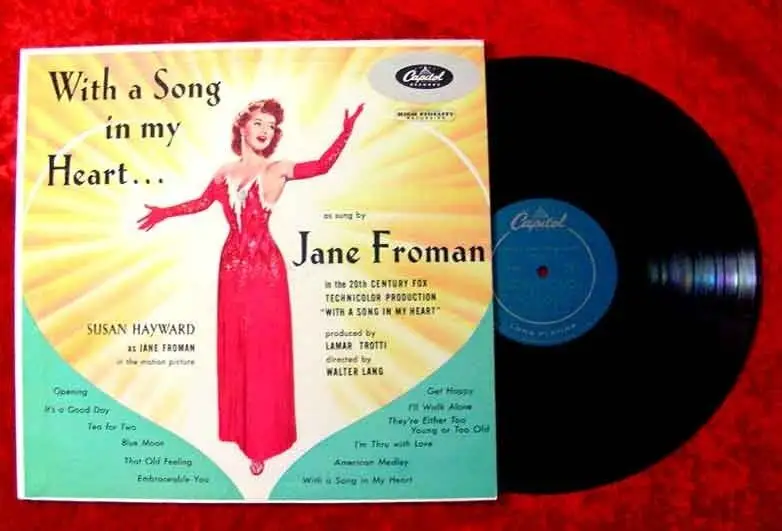 With a Song
in my
Heart...
Capitol
RECORDS
HIGH FIDELITY
RECORDING
as sung by
Jane Froman
in the 20th CENTURY FOX
TECHNICOLOR PRODUCTION
"WITH A SONG IN MY HEART"
produced by
LAMAR TROTTI
directed by
WALTER LANG
SUSAN HAYWARD
as JANE FROMAN
in the motion picture
Opening
It's a Good Day
Tea for Two
Blue Moon
That Old Feeling
Embraceable You
Get Happy
I'll Walk Alone
They're Either Too
Young or Too Old
I'm Thru with Love
American Medley
With a Song in My Heart
Capitol
LONG PLAYING